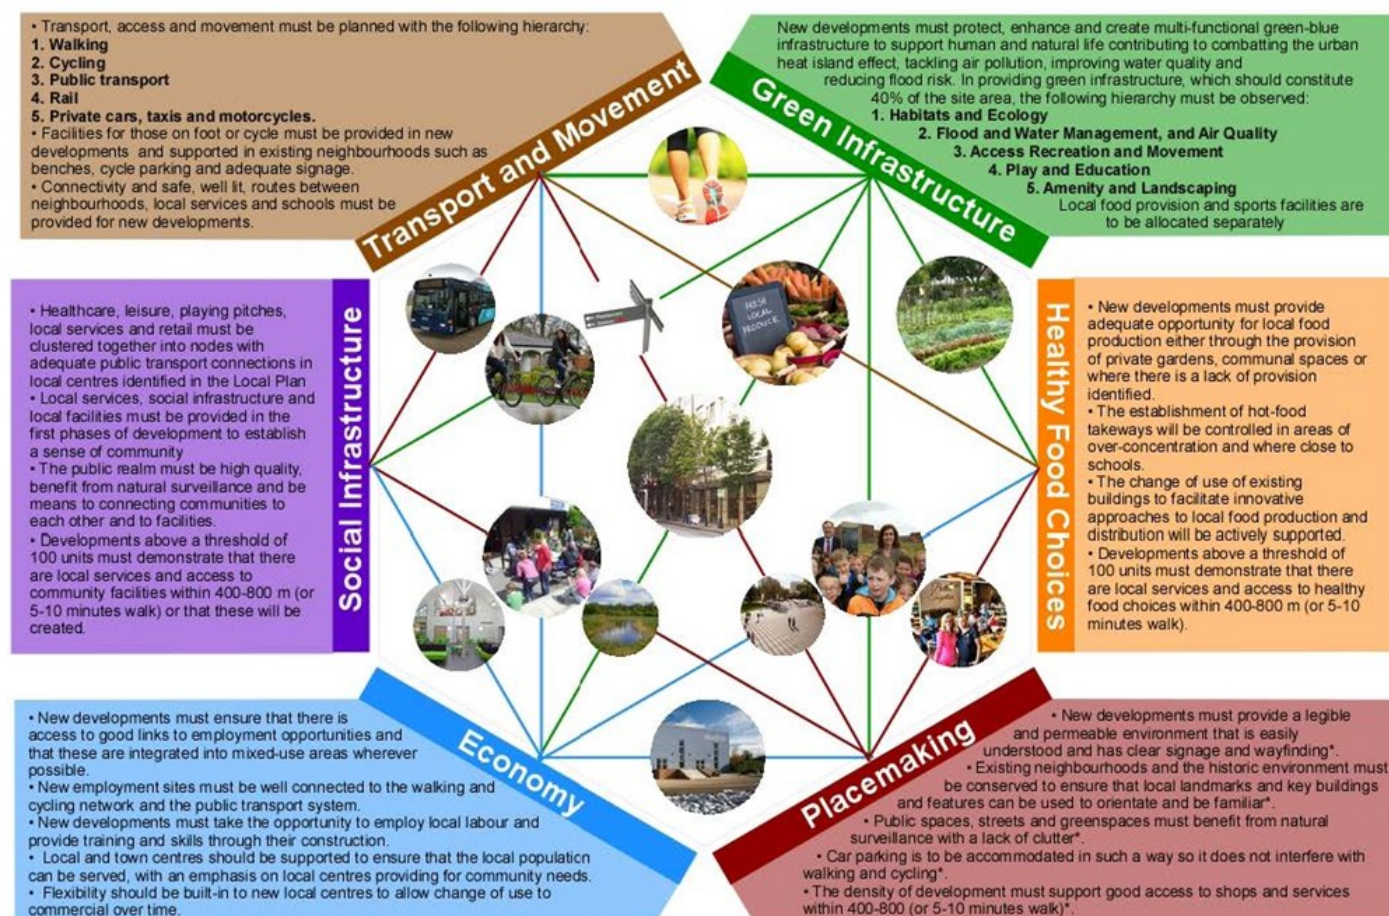 • Transport, access and movement must be planned with the following hierarchy:
1. Walking
2. Cycling
3. Public transport
4. Rail
5. Private cars, taxis and motorcycles.
• Facilities for those on foot or cycle must be provided in new
developments and supported in existing neighbourhoods such as
benches, cycle parking and adequate signage.
• Connectivity and safe, well lit, routes between
neighbourhoods, local services and schools must be
provided for new developments.
Transport and Movement
New developments must protect, enhance and create multi-functional green-blue
infrastructure to support human and natural life contributing to combatting the urban
heat island effect, tackling air pollution, improving water quality and
reducing flood risk. In providing green infrastructure, which should constitute
40% of the site area, the following hierarchy must be observed:
1. Habitats and Ecology
2. Flood and Water Management, and Air Quality
3. Access Recreation and Movement
4. Play and Education
5. Amenity and Landscaping
Local food provision and sports facilities are
to be allocated separately
Green Infrastructure
• Healthcare, leisure, playing pitches,
local services and retail must be
clustered together into nodes with
adequate public transport connections in
local centres identified in the Local Plan
• Local services, social infrastructure and
local facilities must be provided in the
first phases of development to establish
a sense of community
• The public realm must be high quality,
benefit from natural surveillance and be
means to connecting communities to
each other and to facilities.
• Developments above a threshold of
100 units must demonstrate that there
are local services and access to
community facilities within 400-800 m (or
5-10 minutes walk) or that these will be
created.
Social Infrastructure
FRESH
LOCAL
PRODUCE
Healthy Food Choices
• New developments must provide
adequate opportunity for local food
production either through the provision
of private gardens, communal spaces or
where there is a lack of provision
identified.
• The establishment of hot-food
takeways will be controlled in areas of
over-concentration and where close to
schools.
• The change of use of existing
buildings to facilitate innovative
approaches to local food production and
distribution will be actively supported.
• Developments above a threshold of
100 units must demonstrate that there
are local services and access to healthy
food choices within 400-800 m (or 5-10
minutes walk).
• New developments must ensure that there is
access to good links to employment opportunities and
that these are integrated into mixed-use areas wherever
possible.
• New employment sites must be well connected to the walking and
cycling network and the public transport system.
• New developments must take the opportunity to employ local labour and
provide training and skills through their construction.
• Local and town centres should be supported to ensure that the local population
can be served, with an emphasis on local centres providing for community needs.
• Flexibility should be built-in to new local centres to allow change of use to
commercial over time.
Economy
Placemaking
• New developments must provide a legible
and permeable environment that is easily
understood and has clear signage and wayfinding*.
• Existing neighbourhoods and the historic environment must
be conserved to ensure that local landmarks and key buildings
and features can be used to orientate and be familiar*.
• Public spaces, streets and greenspaces must benefit from natural
surveillance with a lack of clutter*.
• Car parking is to be accommodated in such a way so it does not interfere with
walking and cycling*.
• The density of development must support good access to shops and services
within 400-800 (or 5-10 minutes walk)*.